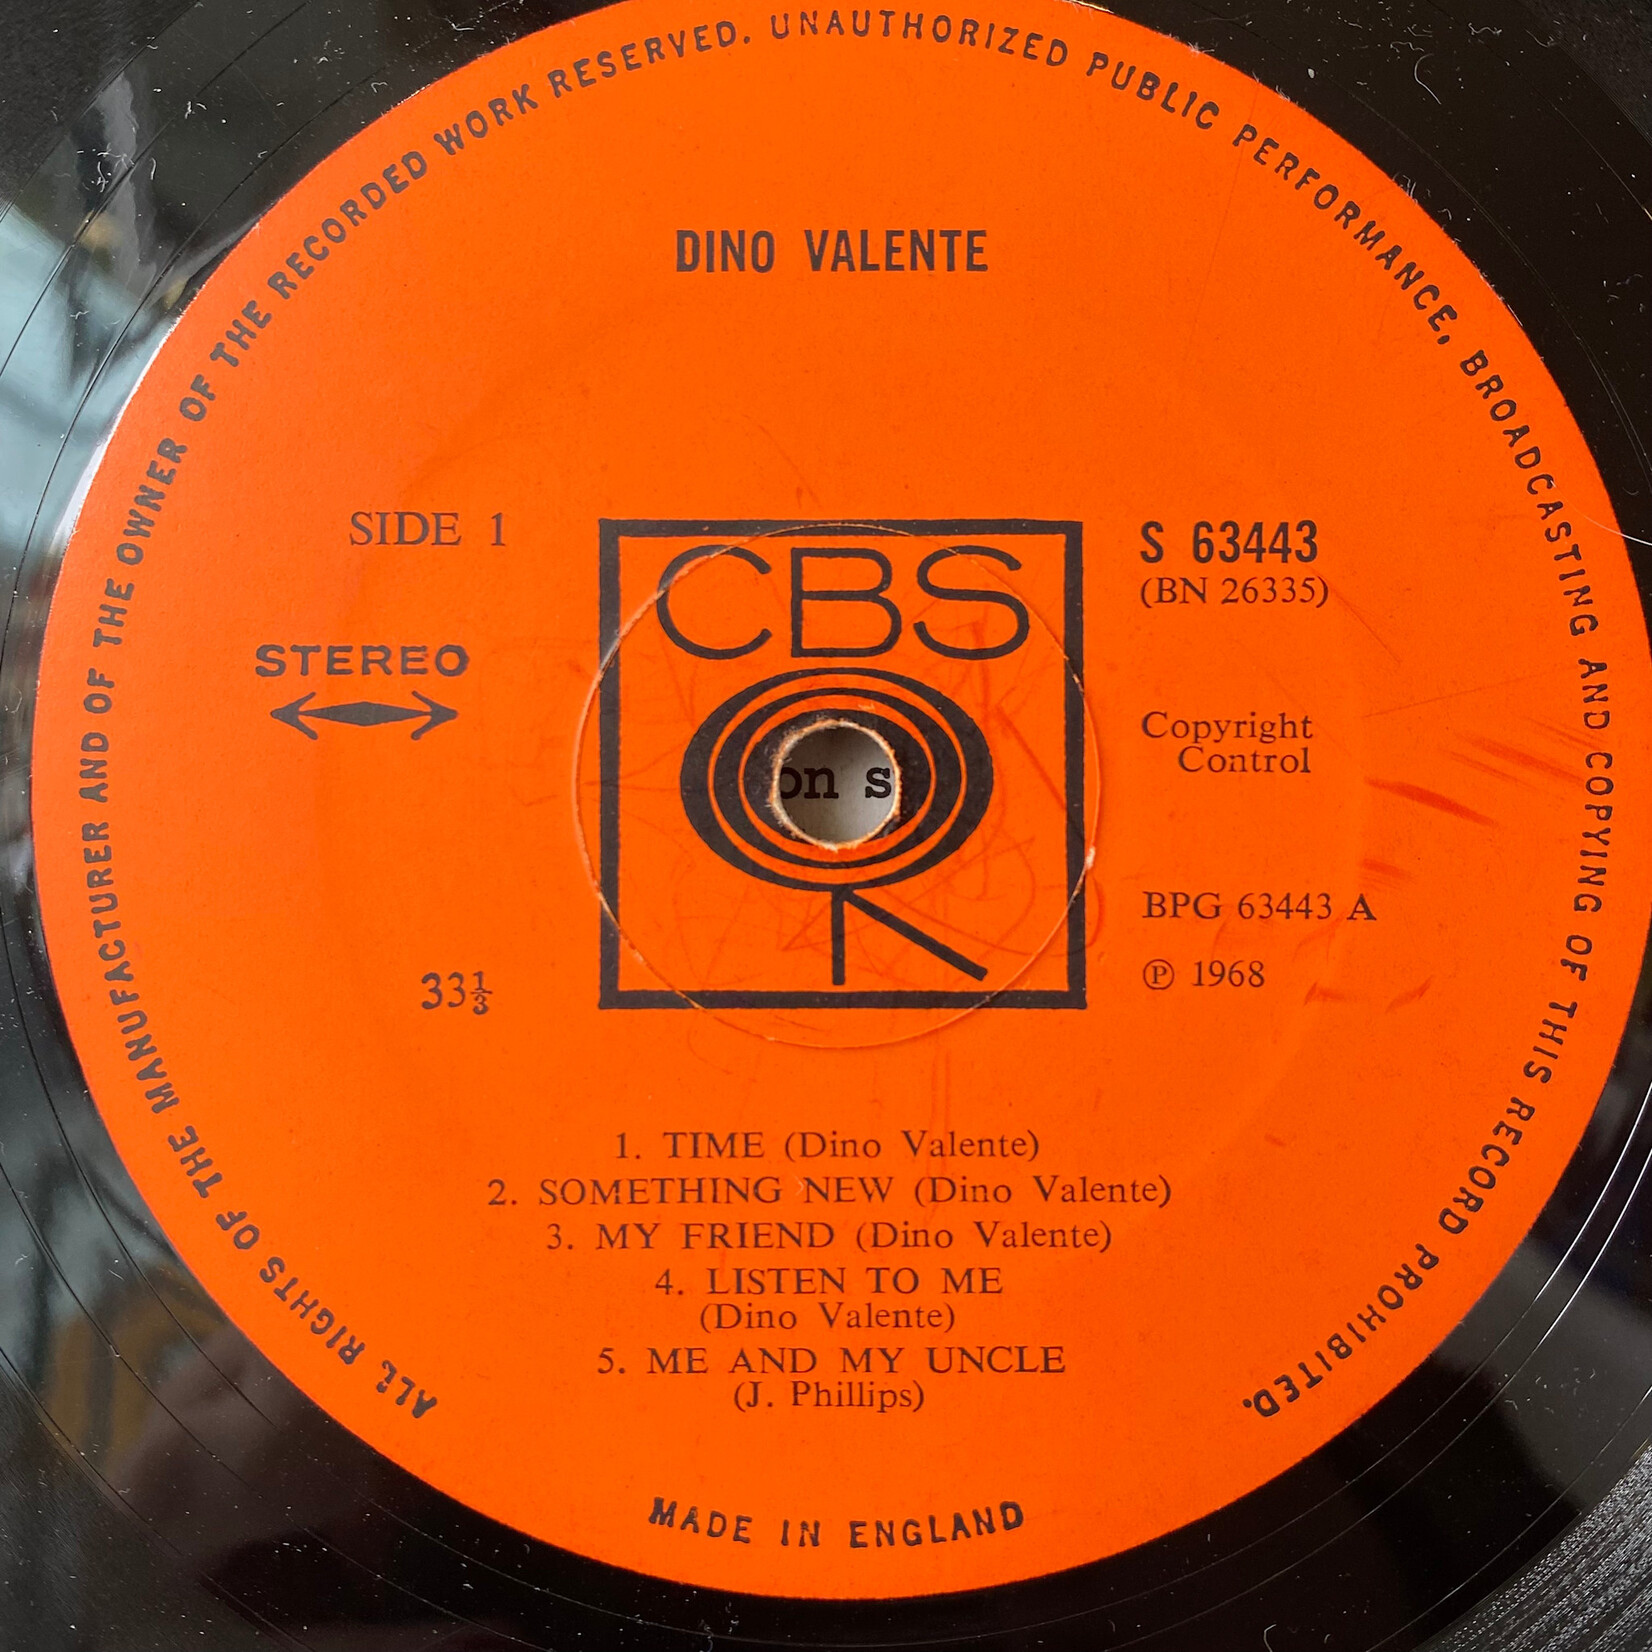 ALL RIGHTS OF THE MANUFACTURER AND OF THE OWNER OF THE RECORDED WORK RESERVED. UNAUTHORIZED PUBLIC PERFORMANCE, BROADCASTING AND COPYING OF THIS RECORD PROHIBITED.
DINO VALENTE
SIDE 1
STEREO
33⅓
CBS
on s
S 63443
(BN 26335)
Copyright
Control
BPG 63443 A
℗ 1968
1. TIME (Dino Valente)
2. SOMETHING NEW (Dino Valente)
3. MY FRIEND (Dino Valente)
4. LISTEN TO ME
(Dino Valente)
5. ME AND MY UNCLE
(J. Phillips)
MADE IN ENGLAND